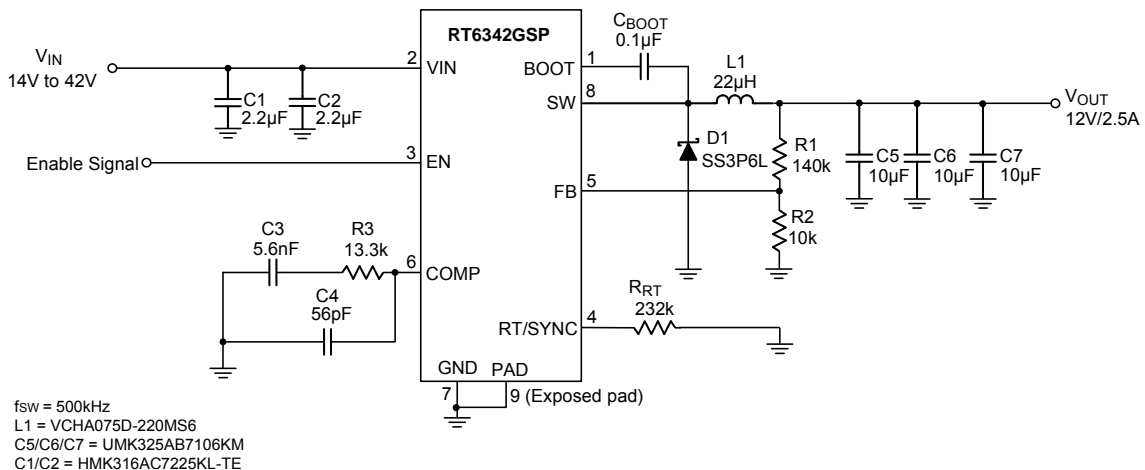 RT6342GSP
VIN
14V to 42V
C1
2.2µF
C2
2.2µF
2
VIN
Enable Signal
3
EN
C3
5.6nF
R3
13.3k
6
COMP
C4
56pF
GND
7
PAD
9 (Exposed pad)
BOOT
1
CBOOT
0.1µF
SW
8
L1
22µH
D1
SS3P6L
FB
5
R1
140k
R2
10k
RT/SYNC
4
RRT
232k
C5
10µF
C6
10µF
C7
10µF
VOUT
12V/2.5A
fsw = 500kHz
L1 = VCHA075D-220MS6
C5/C6/C7 = UMK325AB7106KM
C1/C2 = HMK316AC7225KL-TE